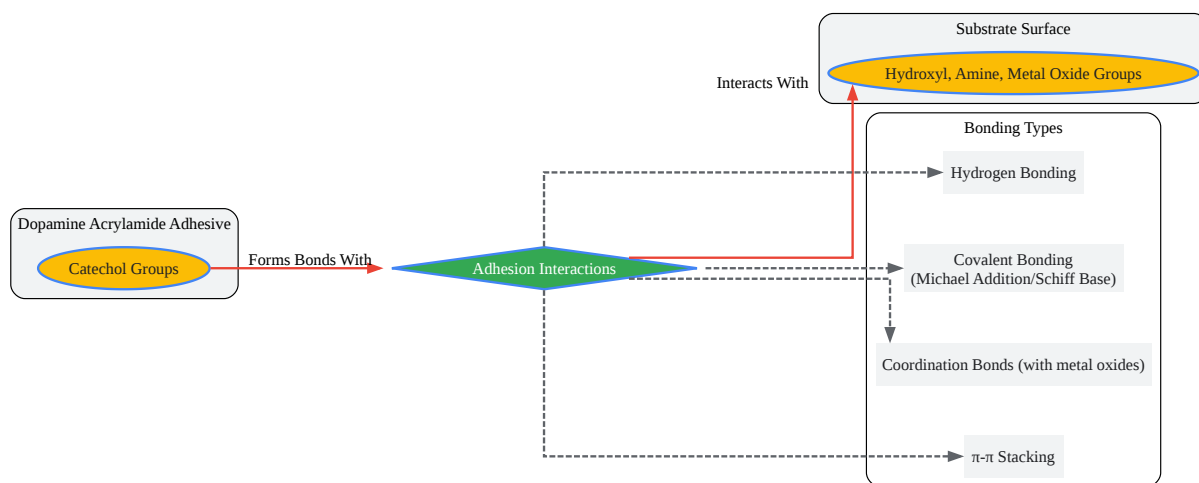 Substrate Surface
Hydroxyl, Amine, Metal Oxide Groups
Interacts With
Bonding Types
Hydrogen Bonding
Dopamine Acrylamide Adhesive
Catechol Groups
Forms Bonds With
Adhesion Interactions
Covalent Bonding
(Michael Addition/Schiff Base)
Coordination Bonds (with metal oxides)
π-π Stacking